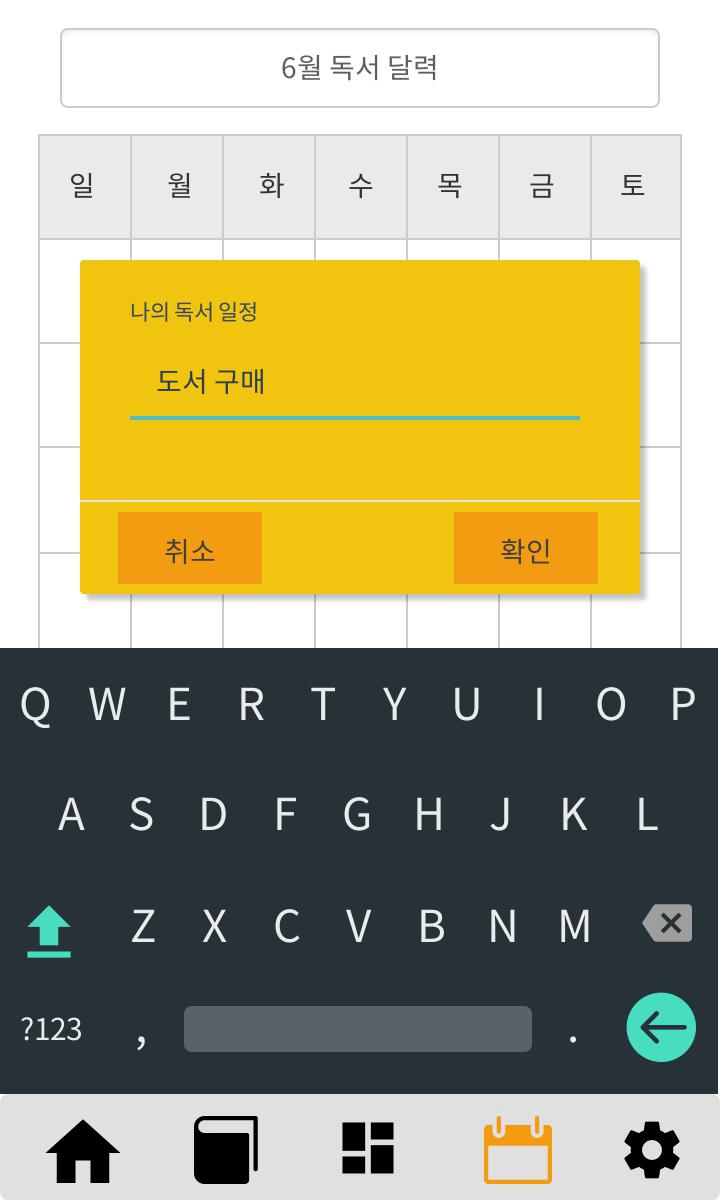 6월 독서 달력
일 월 화 수 목 금 토
나의 독서 일정
도서 구매
취소 확인
Q W E R T Y U I O P
A S D F G H J K L
Z X C V B N M
?123 , .